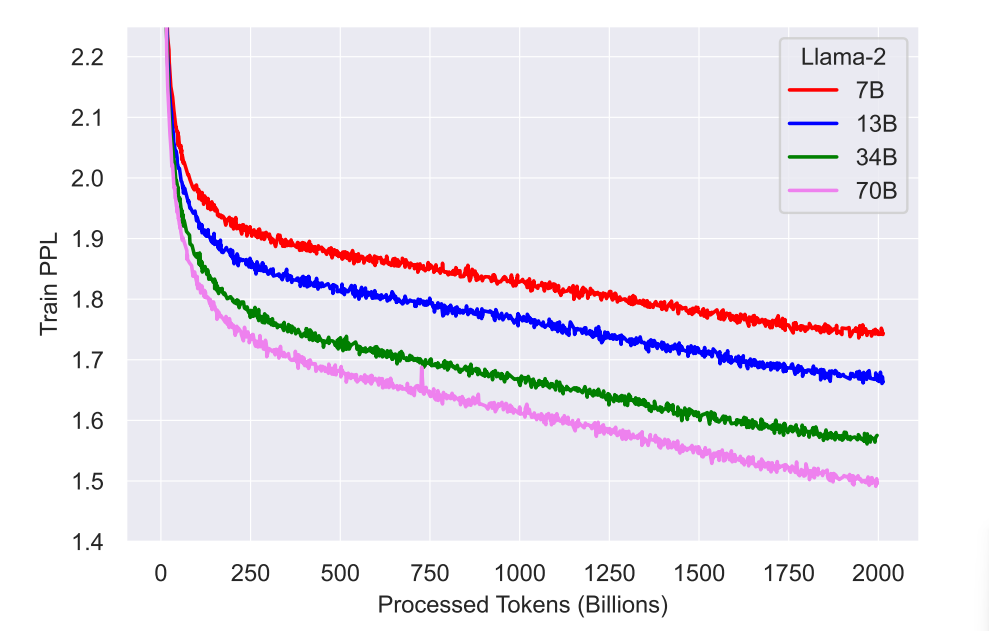 Llama-2
7B
13B
34B
70B
Train PPL
2.2
2.1
2.0
1.9
1.8
1.7
1.6
1.5
1.4
0 250 500 750 1000 1250 1500 1750 2000
Processed Tokens (Billions)